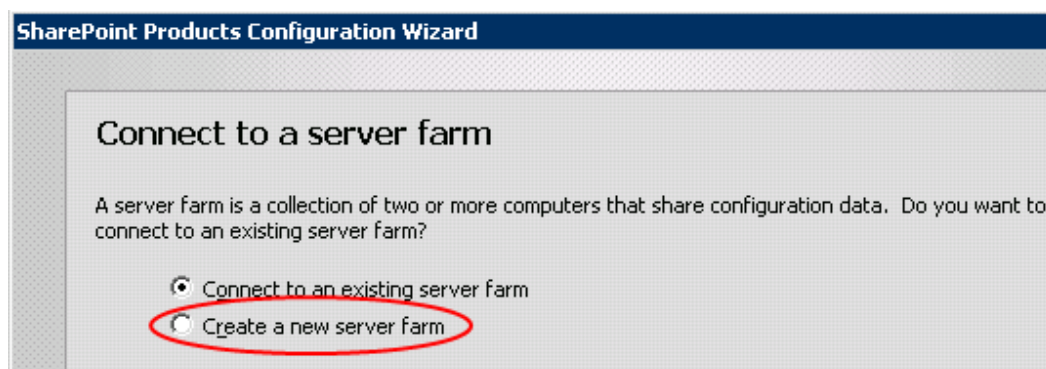 SharePoint Products Configuration Wizard
Connect to a server farm
A server farm is a collection of two or more computers that share configuration data.  Do you want to
connect to an existing server farm?
Connect to an existing server farm
Create a new server farm